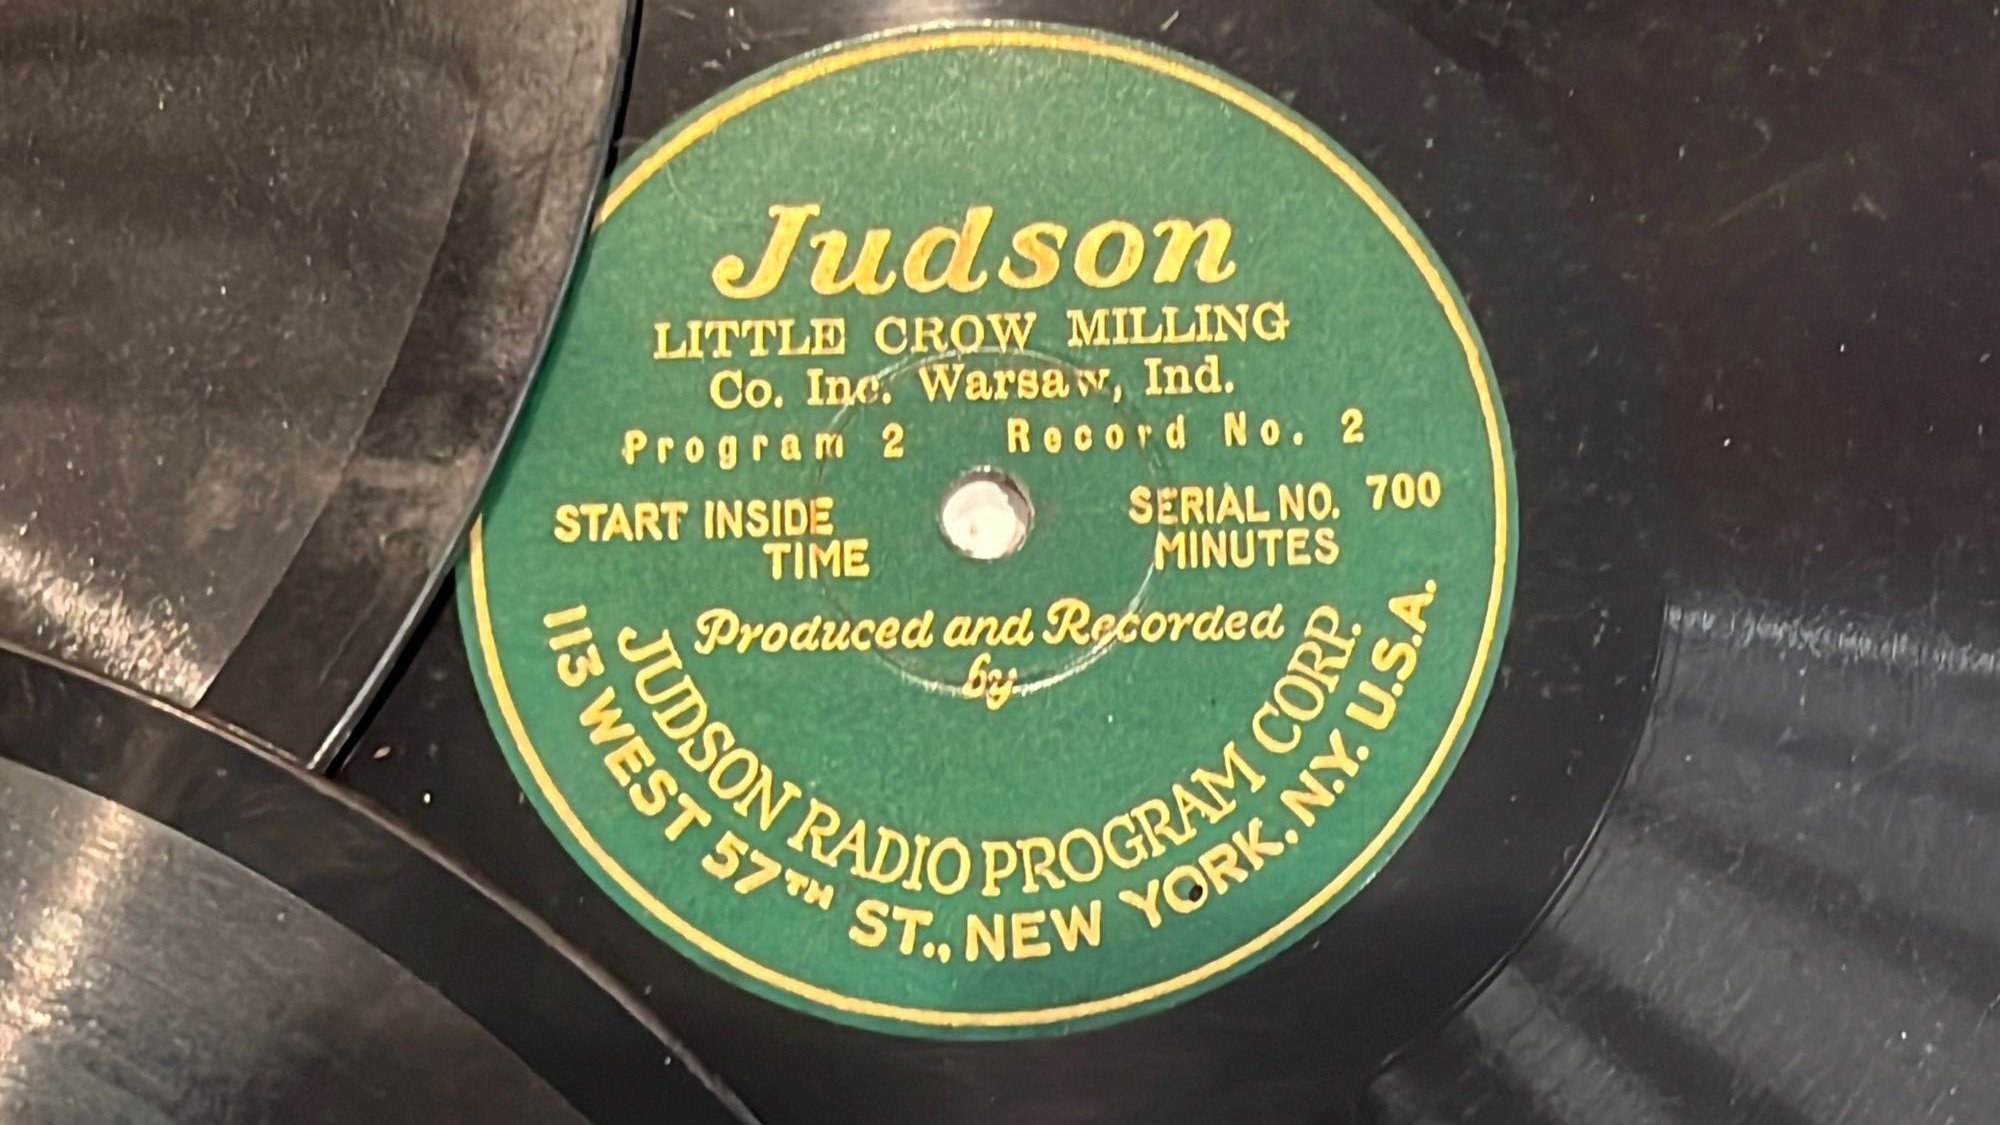 Judson
LITTLE CROW MILLING
Co. Inc. Warsaw, Ind.
Program 2 Record No. 2
START INSIDE SERIAL NO. 700
TIME MINUTES
Produced and Recorded
by
JUDSON RADIO PROGRAM CORP.
113 WEST 57TH ST., NEW YORK, N.Y. U.S.A.